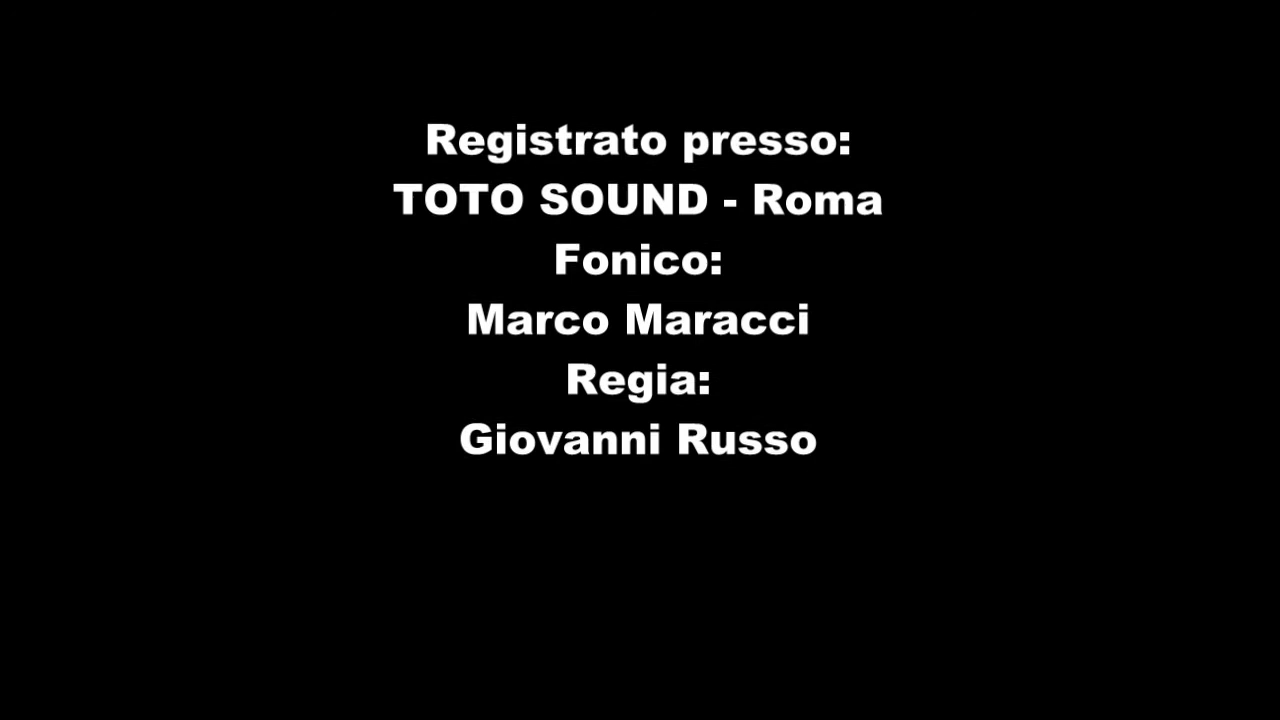 Registrato presso:
TOTO SOUND - Roma
Fonico:
Marco Maracci
Regia:
Giovanni Russo